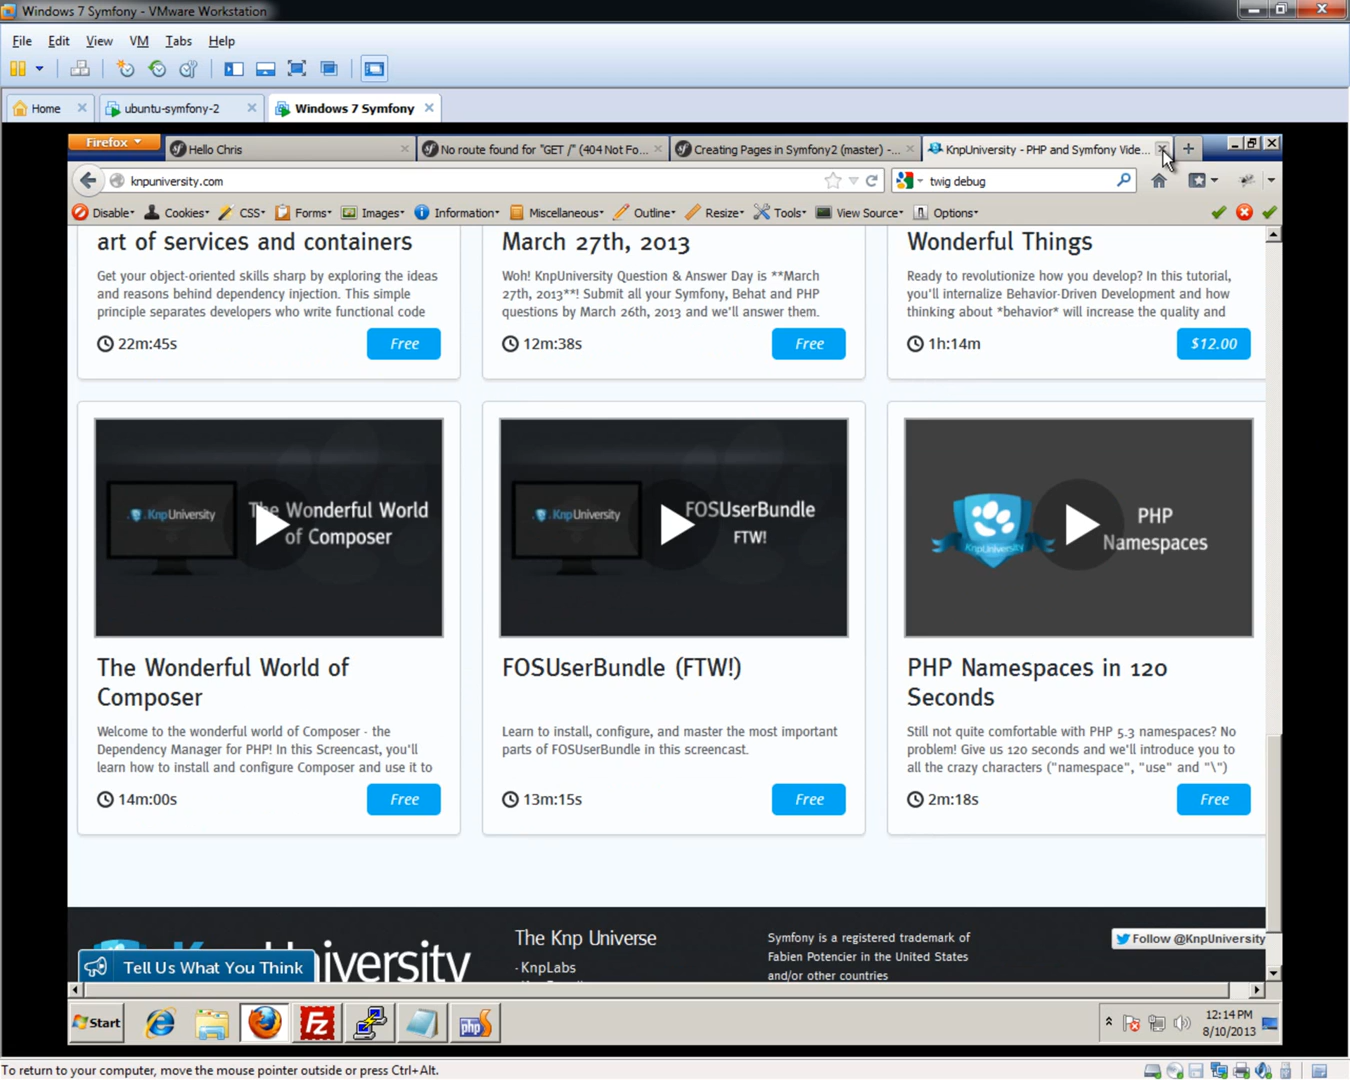 Windows 7 Symfony - VMware Workstation
File Edit View VM Tabs Help
Home ubuntu-symfony-2 Windows 7 Symfony
Firefox Hello Chris No route found for "GET /" (404 Not Fo... Creating Pages in Symfony2 (master) -... KnpUniversity - PHP and Symfony Vide...
knpuniversity.com twig debug
Disable Cookies CSS Forms Images Information Miscellaneous Outline Resize Tools View Source Options
art of services and containers
Get your object-oriented skills sharp by exploring the ideas
and reasons behind dependency injection. This simple
principle separates developers who write functional code
22m:45s Free
March 27th, 2013
Woh! KnpUniversity Question & Answer Day is **March
27th, 2013**! Submit all your Symfony, Behat and PHP
questions by March 26th, 2013 and we'll answer them.
12m:38s Free
Wonderful Things
Ready to revolutionize how you develop? In this tutorial,
you'll internalize Behavior-Driven Development and how
thinking about *behavior* will increase the quality and
1h:14m $12.00
KnpUniversity
The Wonderful World
of Composer
The Wonderful World of
Composer
Welcome to the wonderful world of Composer - the
Dependency Manager for PHP! In this Screencast, you'll
learn how to install and configure Composer and use it to
14m:00s Free
KnpUniversity
FOSUserBundle
FTW!
FOSUserBundle (FTW!)
Learn to install, configure, and master the most important
parts of FOSUserBundle in this screencast.
13m:15s Free
KnpUniversity
PHP
Namespaces
PHP Namespaces in 120
Seconds
Still not quite comfortable with PHP 5.3 namespaces? No
problem! Give us 120 seconds and we'll introduce you to
all the crazy characters ("namespace", "use" and "\")
2m:18s Free
Tell Us What You Think
The Knp Universe
- KnpLabs
Symfony is a registered trademark of
Fabien Potencier in the United States
and/or other countries
Follow @KnpUniversity
Start
php
12:14 PM
8/10/2013
To return to your computer, move the mouse pointer outside or press Ctrl+Alt.